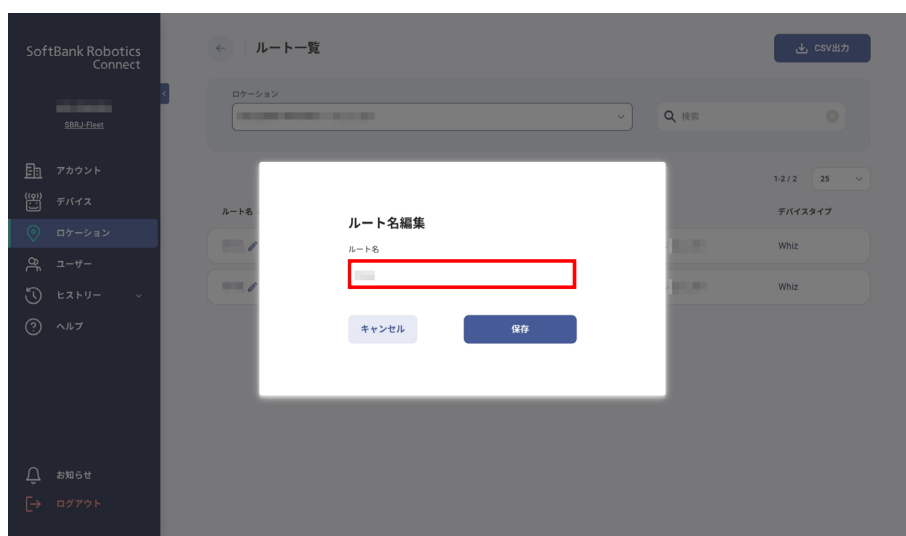 SoftBank Robotics
Connect
SBRJ-Fleet
アカウント
デバイス
ロケーション
ユーザー
ヒストリー
ヘルプ
お知らせ
ログアウト
ルート一覧
CSV出力
ロケーション
検索
1-2 / 2
25
ルート名
デバイスタイプ
Whiz
Whiz
ルート名編集
ルート名
キャンセル
保存